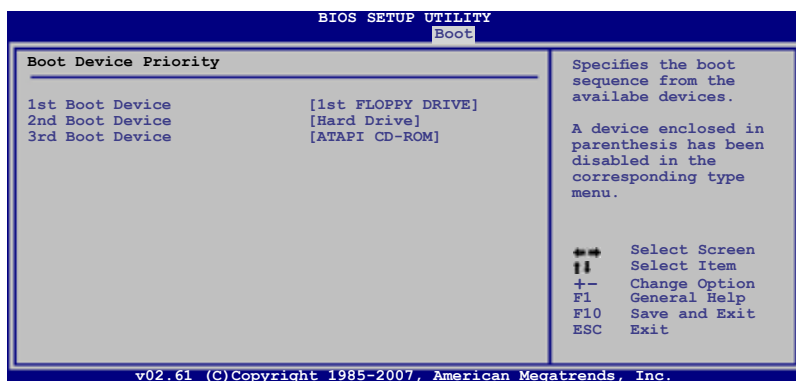 BIOS SETUP UTILITY
Boot
Boot Device Priority
1st Boot Device [1st FLOPPY DRIVE]
2nd Boot Device [Hard Drive]
3rd Boot Device [ATAPI CD-ROM]
Specifies the boot
sequence from the
availabe devices.
A device enclosed in
parenthesis has been
disabled in the
corresponding type
menu.
Select Screen
Select Item
+- Change Option
F1 General Help
F10 Save and Exit
ESC Exit
v02.61 (C)Copyright 1985-2007, American Megatrends, Inc.